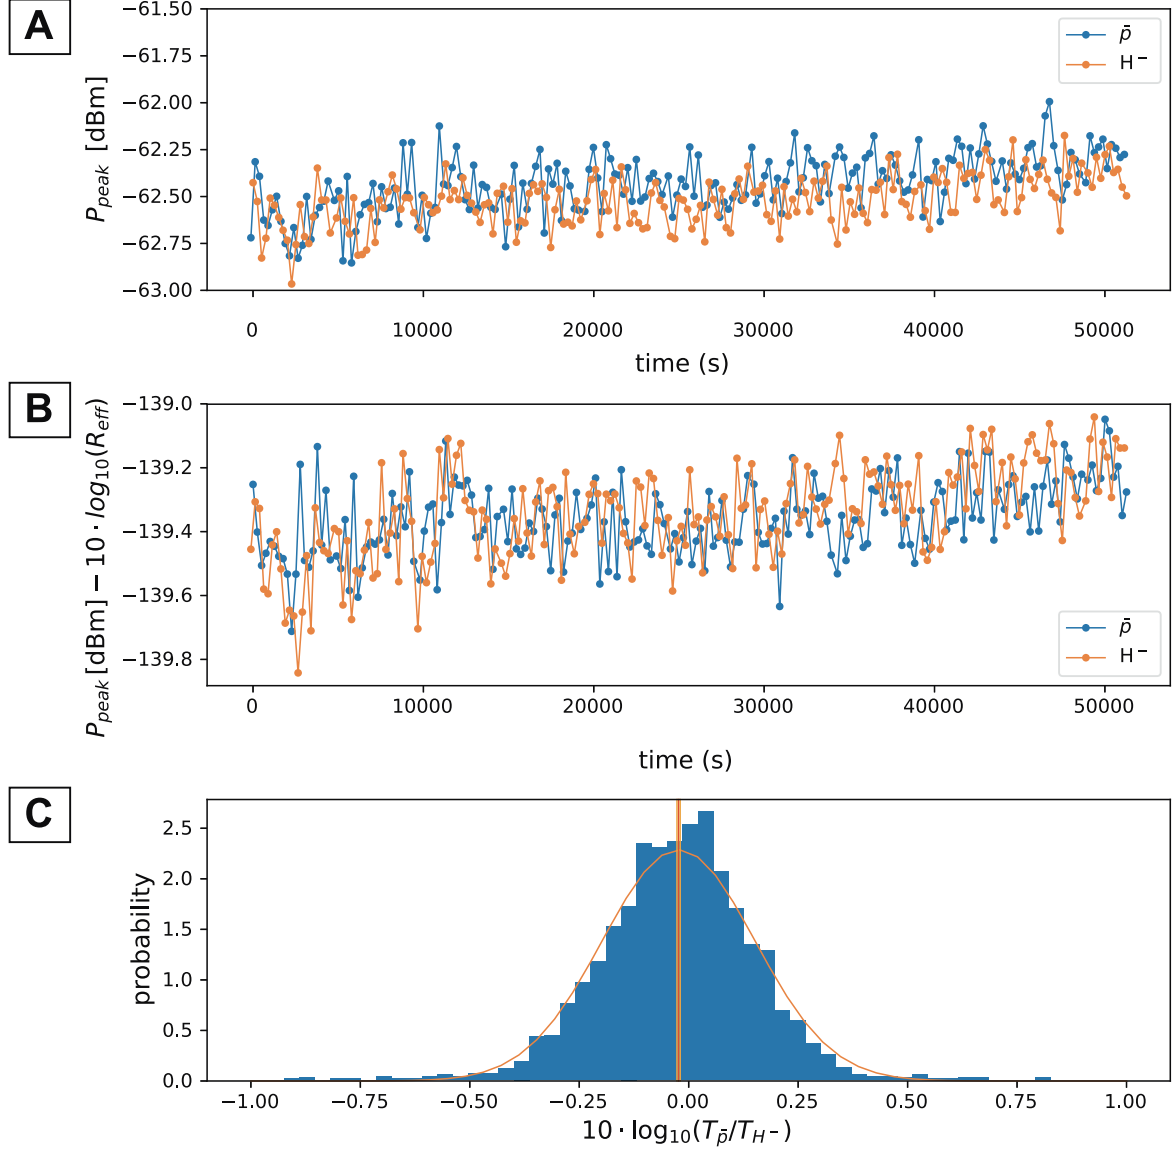 A
−61.50
−61.75
−62.00
−62.25
−62.50
−62.75
−63.00
P_peak [dBm]
p̄
H⁻
0 10000 20000 30000 40000 50000
time (s)
B
−139.0
−139.2
−139.4
−139.6
−139.8
P_peak [dBm] − 10 · log₁₀(R_eff)
p̄
H⁻
0 10000 20000 30000 40000 50000
time (s)
C
2.5
2.0
1.5
1.0
0.5
0.0
probability
−1.00 −0.75 −0.50 −0.25 0.00 0.25 0.50 0.75 1.00
10 · log₁₀(T_p̄/T_H⁻)